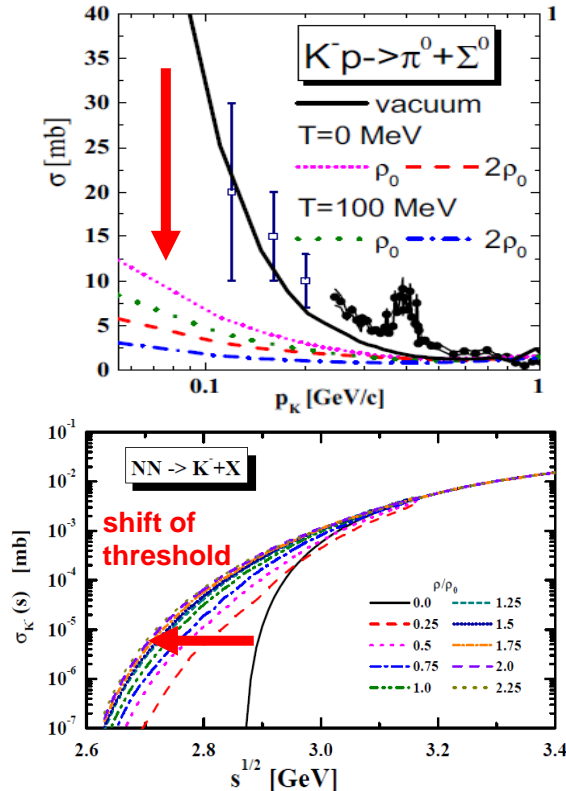 40
35
30
25
20
15
10
5
0
σ [mb]
1
K⁻p->π⁰+Σ⁰
vacuum
T=0 MeV
ρ₀ 2ρ₀
T=100 MeV
ρ₀ 2ρ₀
0.1 1
p_K [GeV/c]
10⁻¹
10⁻²
10⁻³
10⁻⁴
10⁻⁵
10⁻⁶
10⁻⁷
σ_K⁻(s) [mb]
NN -> K⁻+X
shift of
threshold
ρ/ρ₀
0.0 1.25
0.25 1.5
0.5 1.75
0.75 2.0
1.0 2.25
2.6 2.8 3.0 3.2 3.4
s^1/2 [GeV]